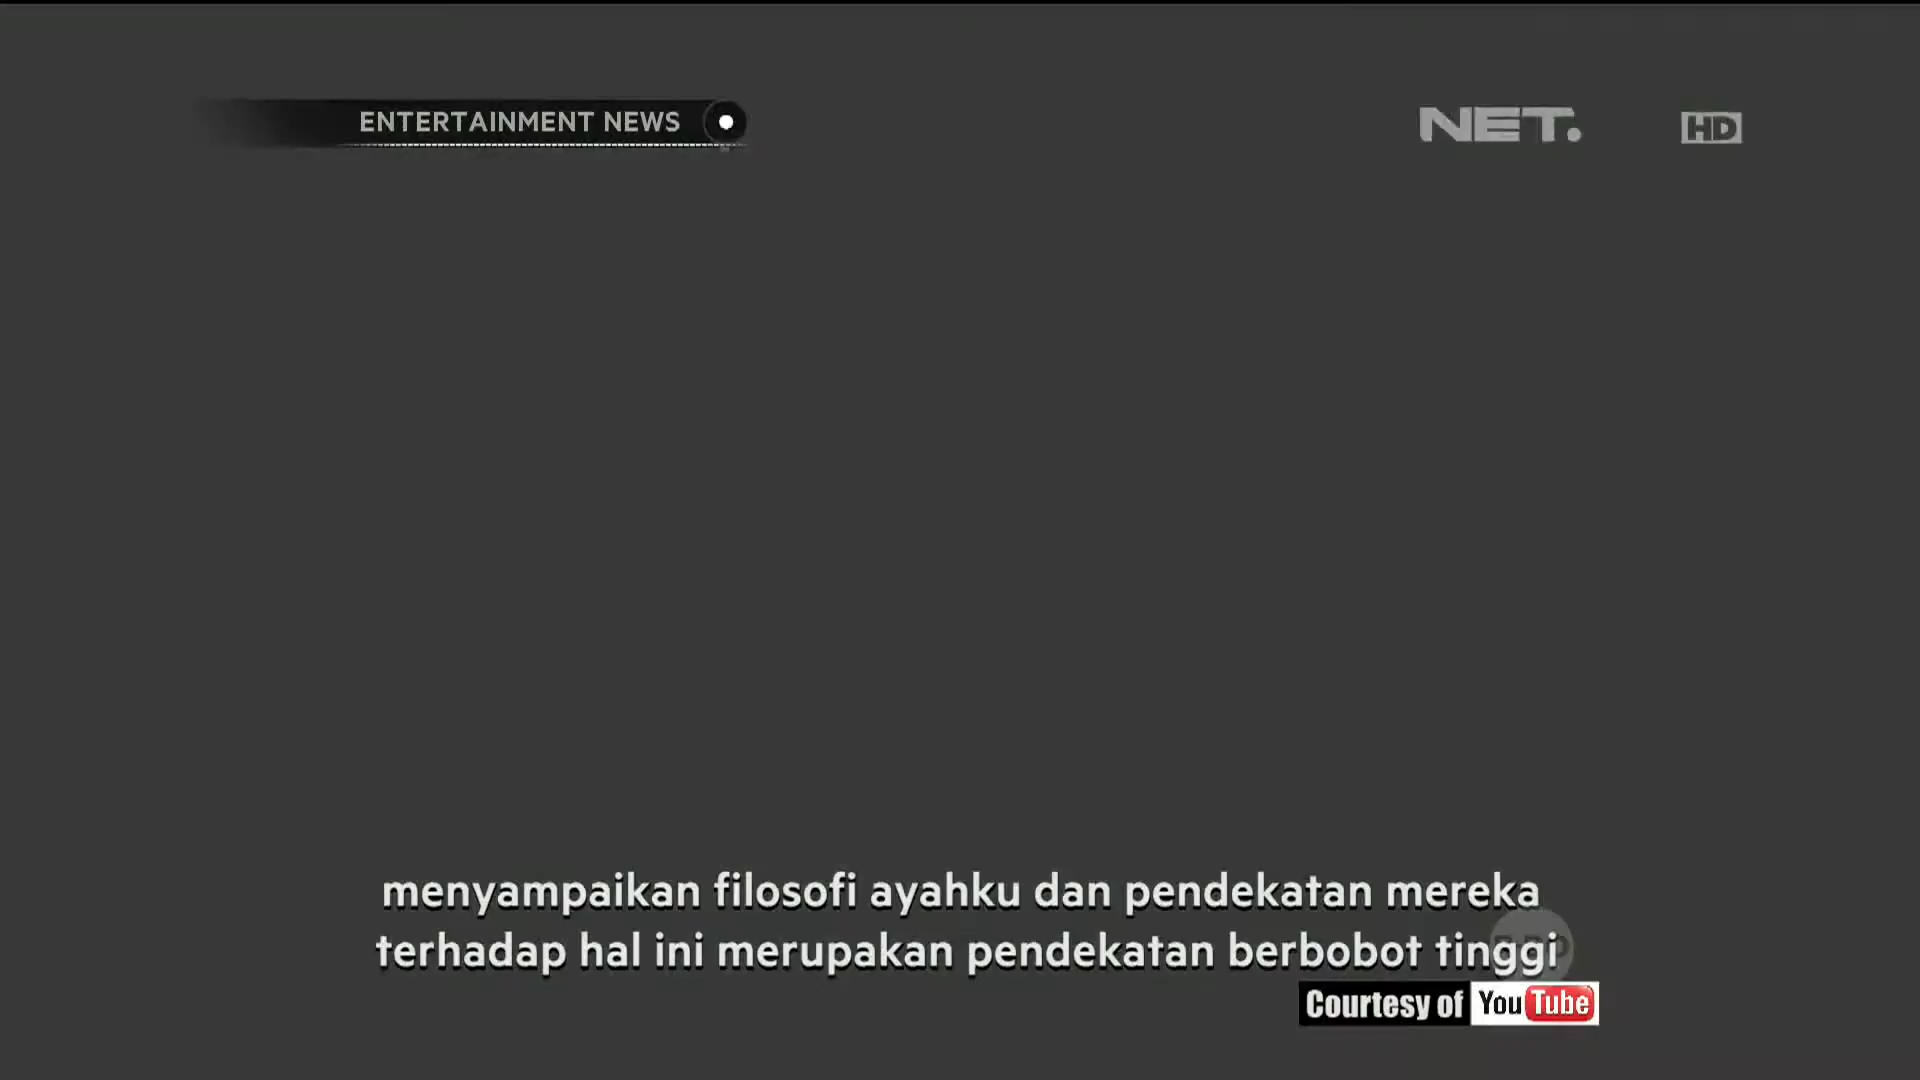 ENTERTAINMENT NEWS
NET.
HD
menyampaikan filosofi ayahku dan pendekatan mereka
terhadap hal ini merupakan pendekatan berbobot tinggi
Courtesy of YouTube